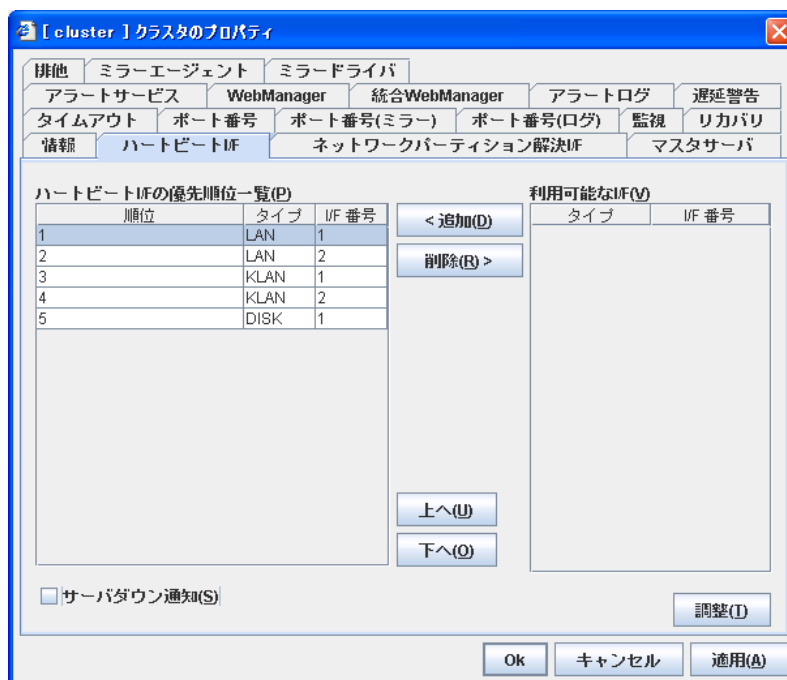 [ cluster ] クラスタのプロパティ
排他 ミラーエージェント ミラードライバ
アラートサービス WebManager 統合WebManager アラートログ 遅延警告
タイムアウト ポート番号 ポート番号(ミラー) ポート番号(ログ) 監視 リカバリ
情報 ハートビートI/F ネットワークパーティション解決I/F マスタサーバ
ハートビートI/Fの優先順位一覧(P) 利用可能なI/F(V)
順位 タイプ I/F 番号 < 追加(D) タイプ I/F 番号
1 LAN 1
2 LAN 2 削除(R) >
3 KLAN 1
4 KLAN 2
5 DISK 1
上へ(U)
下へ(O)
サーバダウン通知(S) 調整(T)
Ok キャンセル 適用(A)